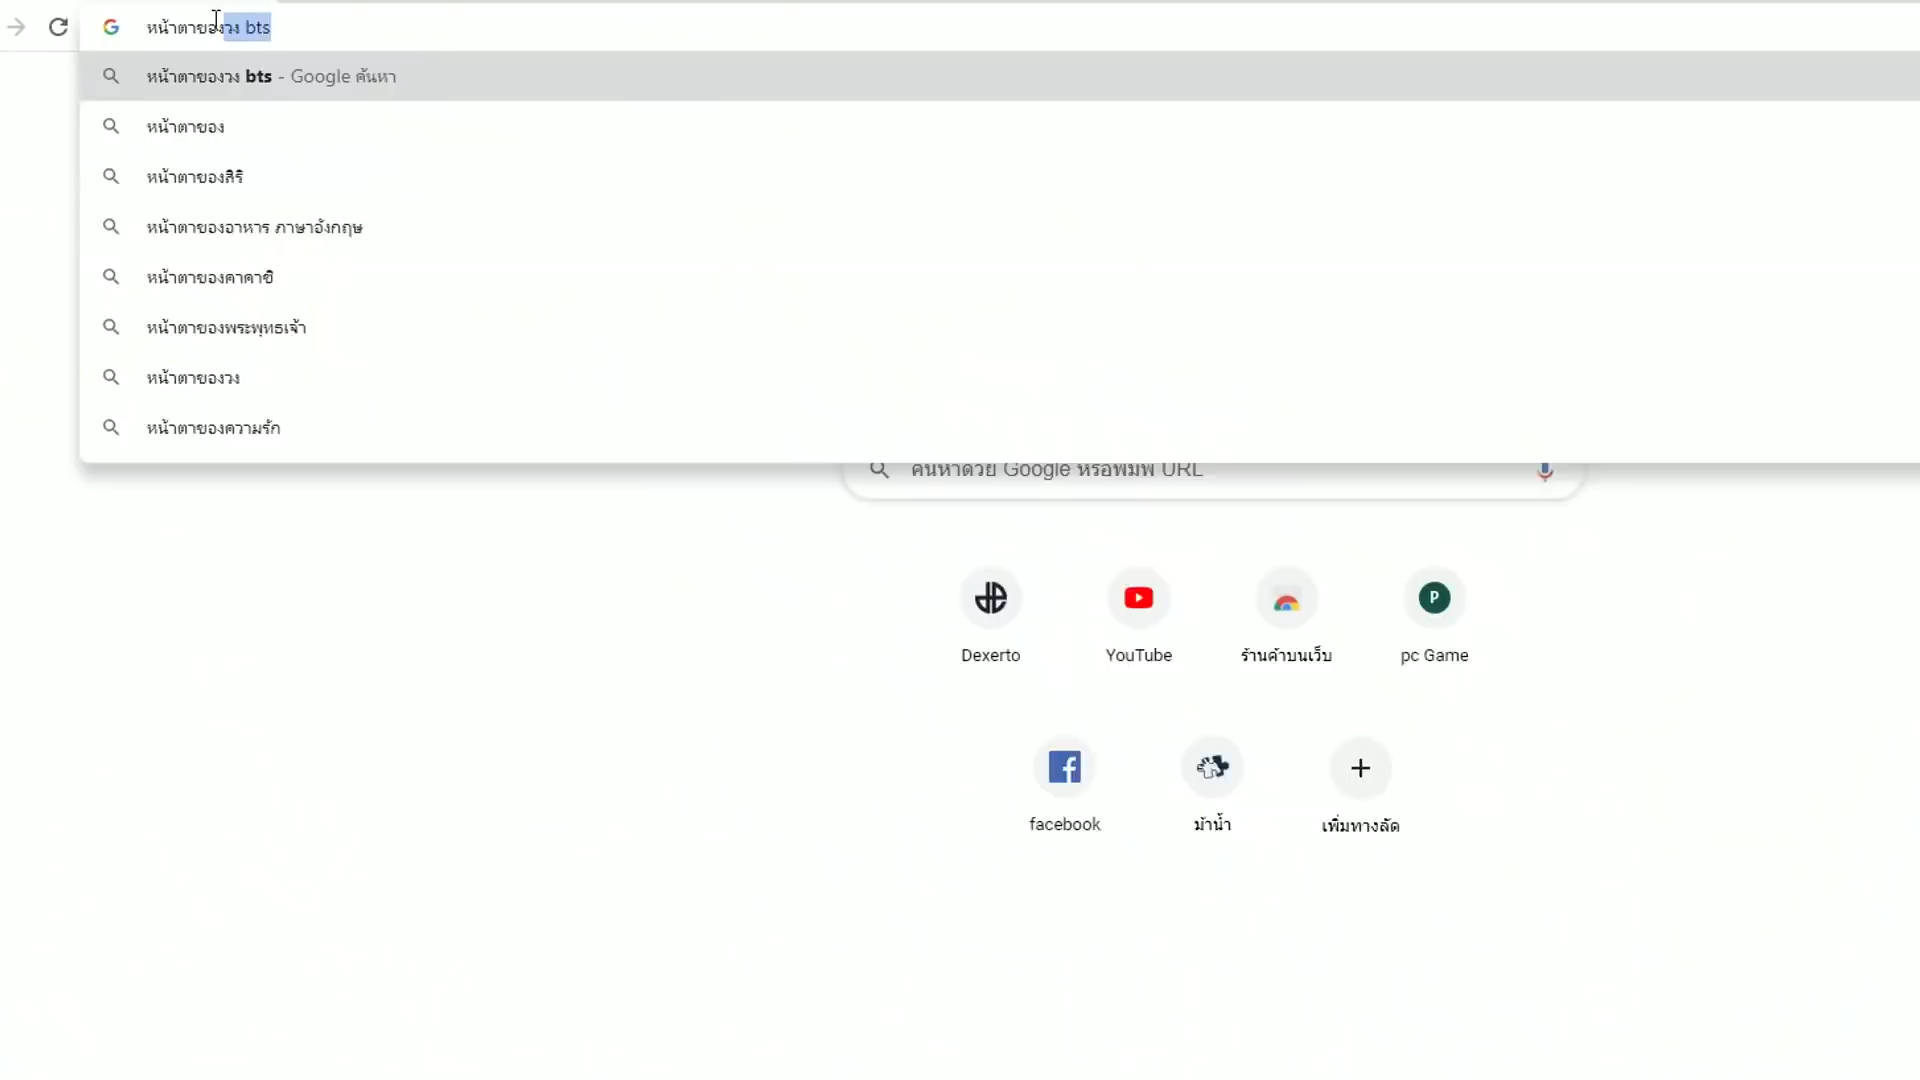 หน้าตาของวง bts
หน้าตาของวง bts - Google ค้นหา
หน้าตาของ
หน้าตาของสิริ
หน้าตาของอาหาร ภาษาอังกฤษ
หน้าตาของคาคาชิ
หน้าตาของพระพุทธเจ้า
หน้าตาของวง
หน้าตาของความรัก
ค้นหาด้วย Google หรือพิมพ์ URL
Dexerto
YouTube
ร้านค้าบนเว็บ
P
pc Game
facebook
ม้าน้ำ
เพิ่มทางลัด